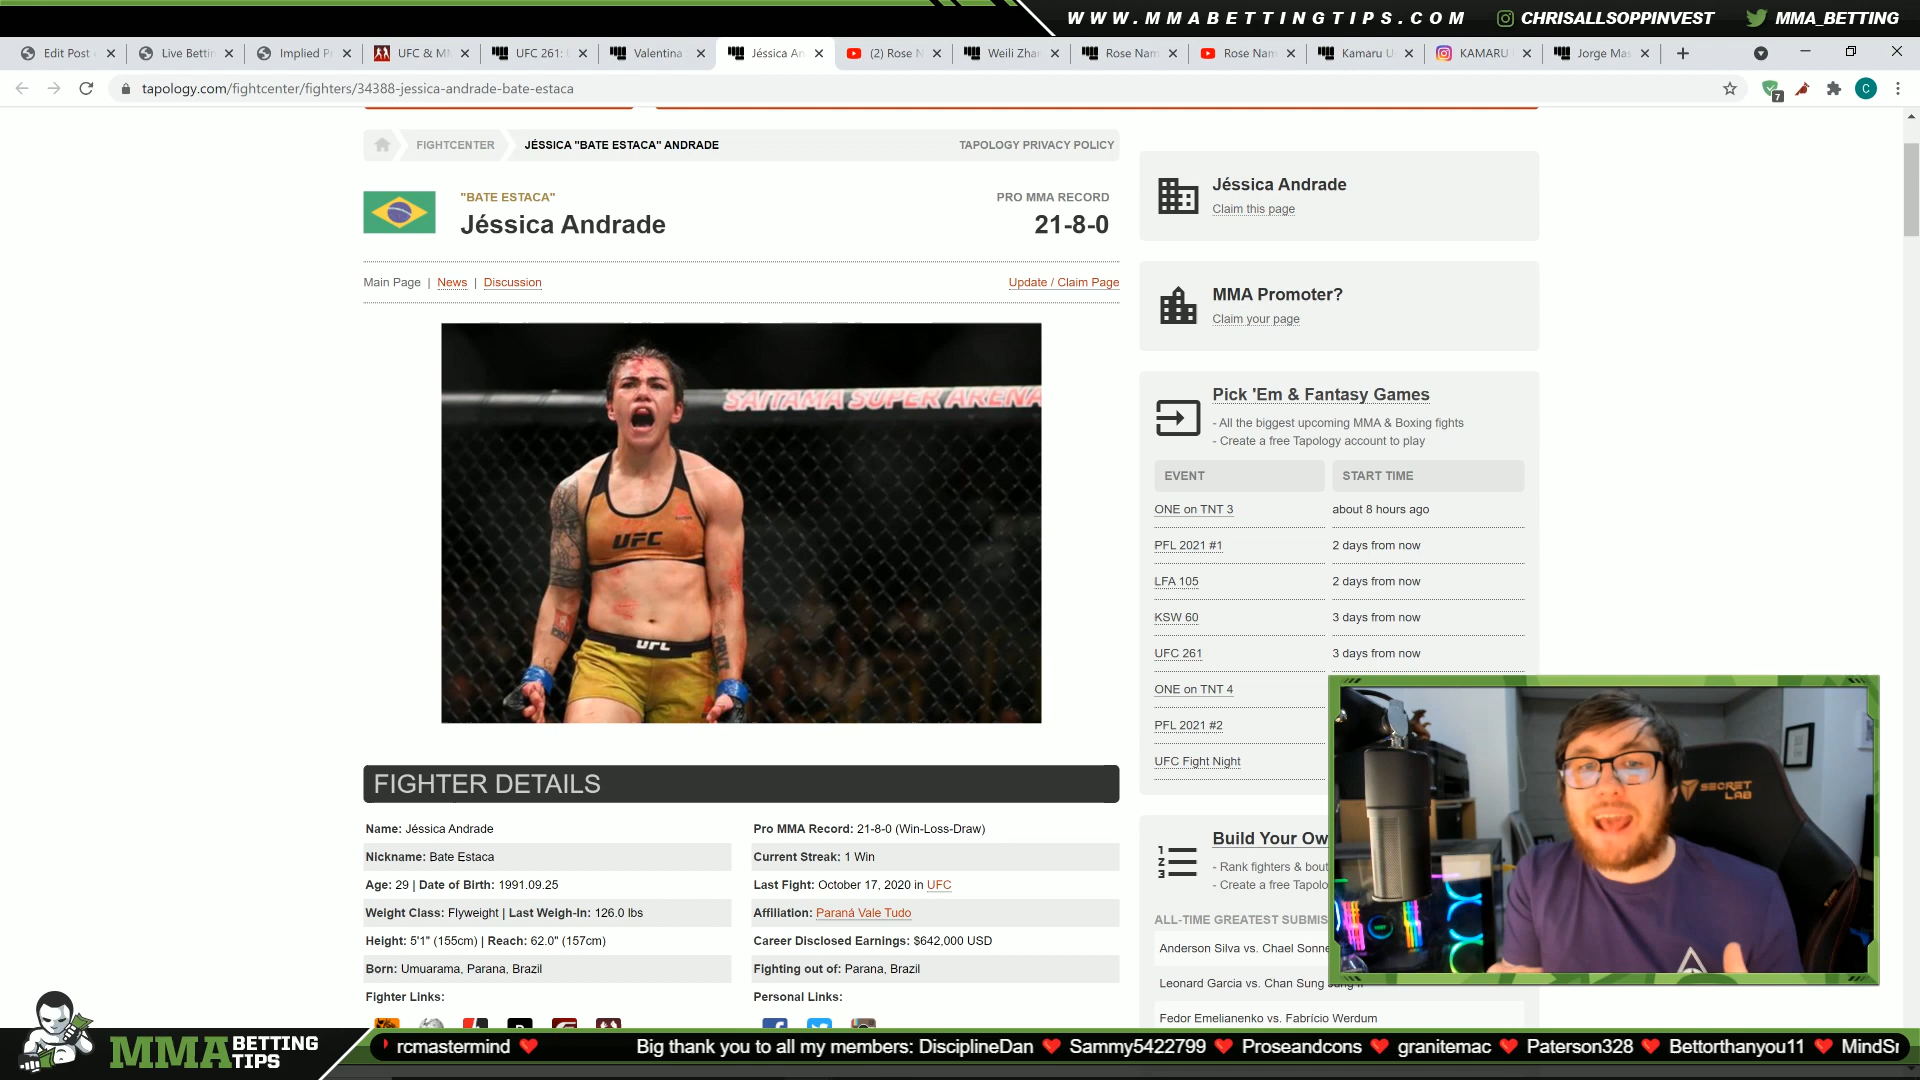 WWW.MMABETTINGTIPS.COM
CHRISALLSOPPINVEST
MMA_BETTING
Edit Post
Live Bettin
Implied P
UFC & M
UFC 261:
Valentina
Jéssica An
(2) Rose N
Weili Zha
Rose Nam
Rose Nam
Kamaru U
KAMARU
Jorge Mas
tapology.com/fightcenter/fighters/34388-jessica-andrade-bate-estaca
7
C
FIGHTCENTER
JÉSSICA "BATE ESTACA" ANDRADE
TAPOLOGY PRIVACY POLICY
"BATE ESTACA"
PRO MMA RECORD
Jéssica Andrade
21-8-0
Main Page | News | Discussion
Update / Claim Page
SAITAMA SUPER ARENA
UFC
UFC
FIGHTER DETAILS
Name: Jéssica Andrade
Pro MMA Record: 21-8-0 (Win-Loss-Draw)
Nickname: Bate Estaca
Current Streak: 1 Win
Age: 29 | Date of Birth: 1991.09.25
Last Fight: October 17, 2020 in UFC
Weight Class: Flyweight | Last Weigh-In: 126.0 lbs
Affiliation: Paraná Vale Tudo
Height: 5'1" (155cm) | Reach: 62.0" (157cm)
Career Disclosed Earnings: $642,000 USD
Born: Umuarama, Parana, Brazil
Fighting out of: Parana, Brazil
Fighter Links:
Personal Links:
Jéssica Andrade
Claim this page
MMA Promoter?
Claim your page
Pick 'Em & Fantasy Games
- All the biggest upcoming MMA & Boxing fights
- Create a free Tapology account to play
EVENT
START TIME
ONE on TNT 3
about 8 hours ago
PFL 2021 #1
2 days from now
LFA 105
2 days from now
KSW 60
3 days from now
UFC 261
3 days from now
ONE on TNT 4
PFL 2021 #2
UFC Fight Night
1
2
3
Build Your Ow
- Rank fighters & bout
- Create a free Tapolo
ALL-TIME GREATEST SUBMIS
Anderson Silva vs. Chael Sonne
Leonard Garcia vs. Chan Sung
Fedor Emelianenko vs. Fabrício Werdum
SECRET
LAB
MMA BETTING
TIPS
rcmastermind
Big thank you to all my members: DisciplineDan
Sammy5422799
Proseandcons
granitemac
Paterson328
Bettorthanyou11
MindSr